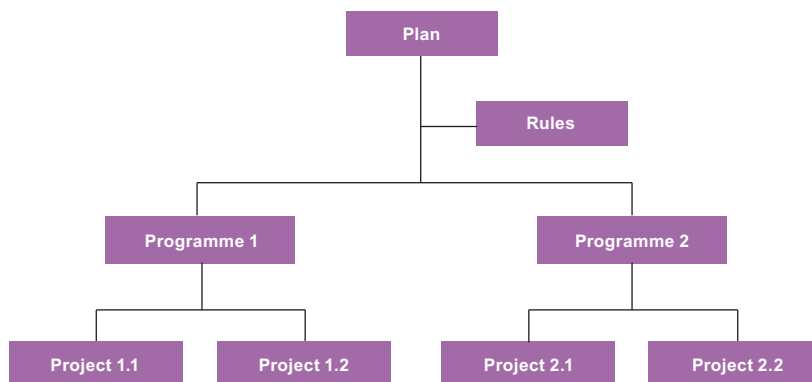 Plan
Rules
Programme 1
Programme 2
Project 1.1
Project 1.2
Project 2.1
Project 2.2